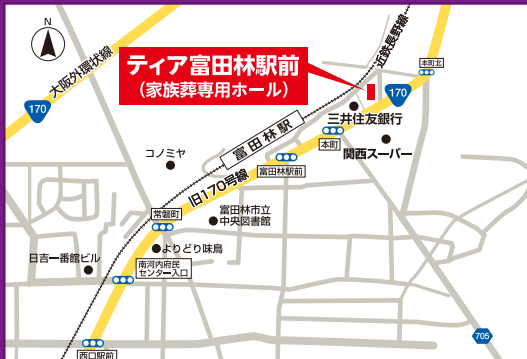 N
大阪外環状線
170
ティア富田林駅前
（家族葬専用ホール）
近鉄長野線
本町北
170
三井住友銀行
本町
関西スーパー
富田林駅
富田林駅前
コノミヤ
旧170号線
常盤町
富田林市立
中央図書館
よりどり味鳥
日吉一番館ビル
南河内府民
センター入口
705
西口駅前